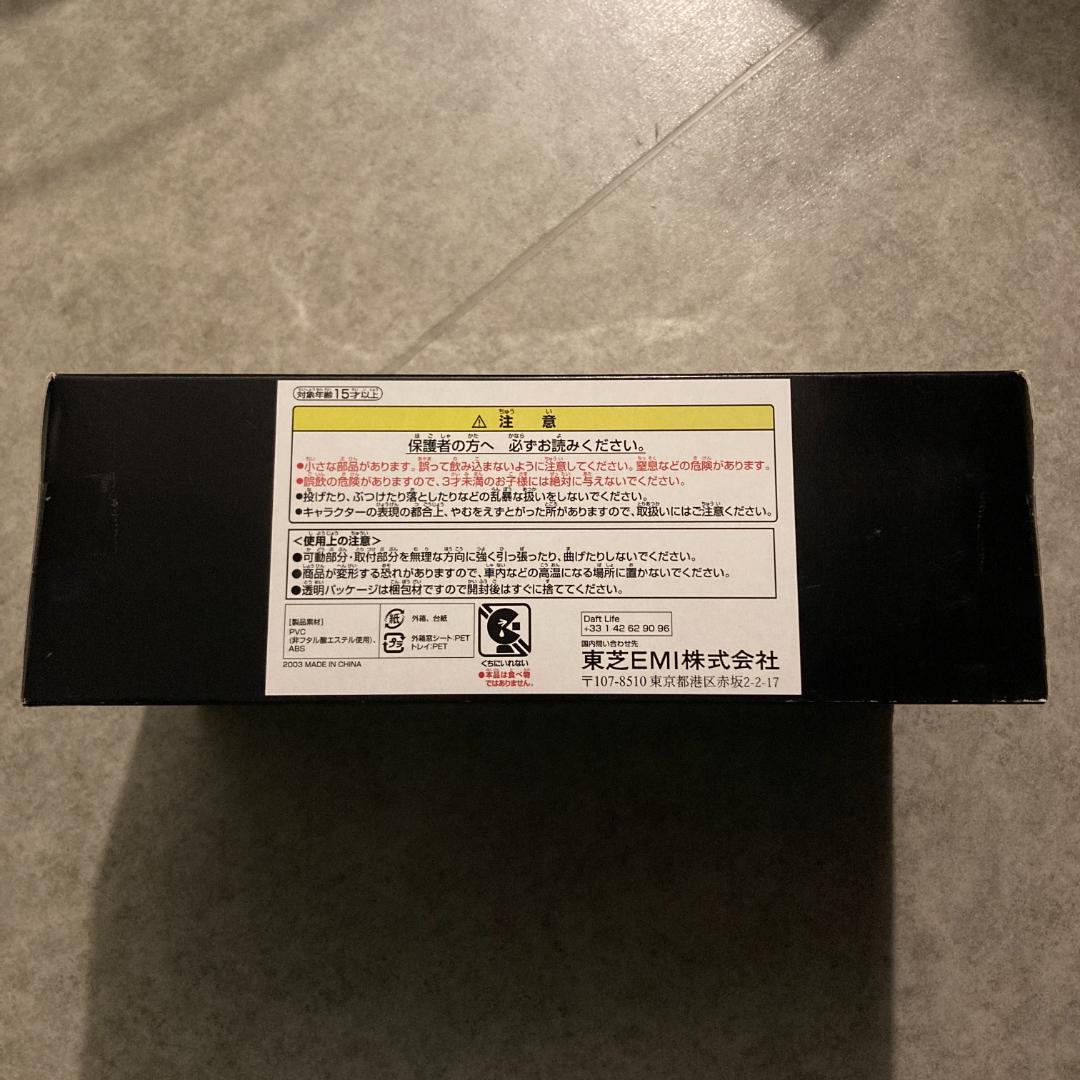 対象年齢15才以上
⚠ 注意
保護者の方へ 必ずお読みください。
●小さな部品があります。誤って飲み込まないように注意してください。窒息などの危険があります。
●誤飲の危険がありますので、3才未満のお子様には絶対に与えないでください。
●投げたり、ぶつけたり落としたりなどの乱暴な扱いをしないでください。
●キャラクターの表現の都合上、やむをえずとがった所がありますので、取扱いにはご注意ください。
<使用上の注意>
●可動部分・取付部分を無理な方向に強く引っ張ったり、曲げたりしないでください。
●商品が変形する恐れがありますので、車内などの高温になる場所に置かないでください。
●透明パッケージは梱包材ですので開封後はすぐに捨ててください。
[製品素材]
PVC
(非フタル酸エステル使用)、
ABS
紙 外箱、台紙
プラ 外箱窓シート:PET
トレイ:PET
2003 MADE IN CHINA
くちにいれない
●本品は食べ物
ではありません。
Daft Life
+33 1 42 62 90 96
国内問い合わせ先
東芝EMI株式会社
〒107-8510 東京都港区赤坂2-2-17